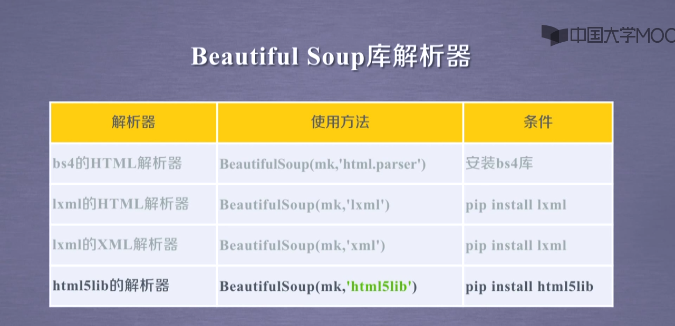 中国大学MOO
Beautiful Soup库解析器
解析器 使用方法 条件
bs4的HTML解析器 BeautifulSoup(mk,'html.parser') 安装bs4库
lxml的HTML解析器 BeautifulSoup(mk,'lxml') pip install lxml
lxml的XML解析器 BeautifulSoup(mk,'xml') pip install lxml
html5lib的解析器 BeautifulSoup(mk,'html5lib') pip install html5lib